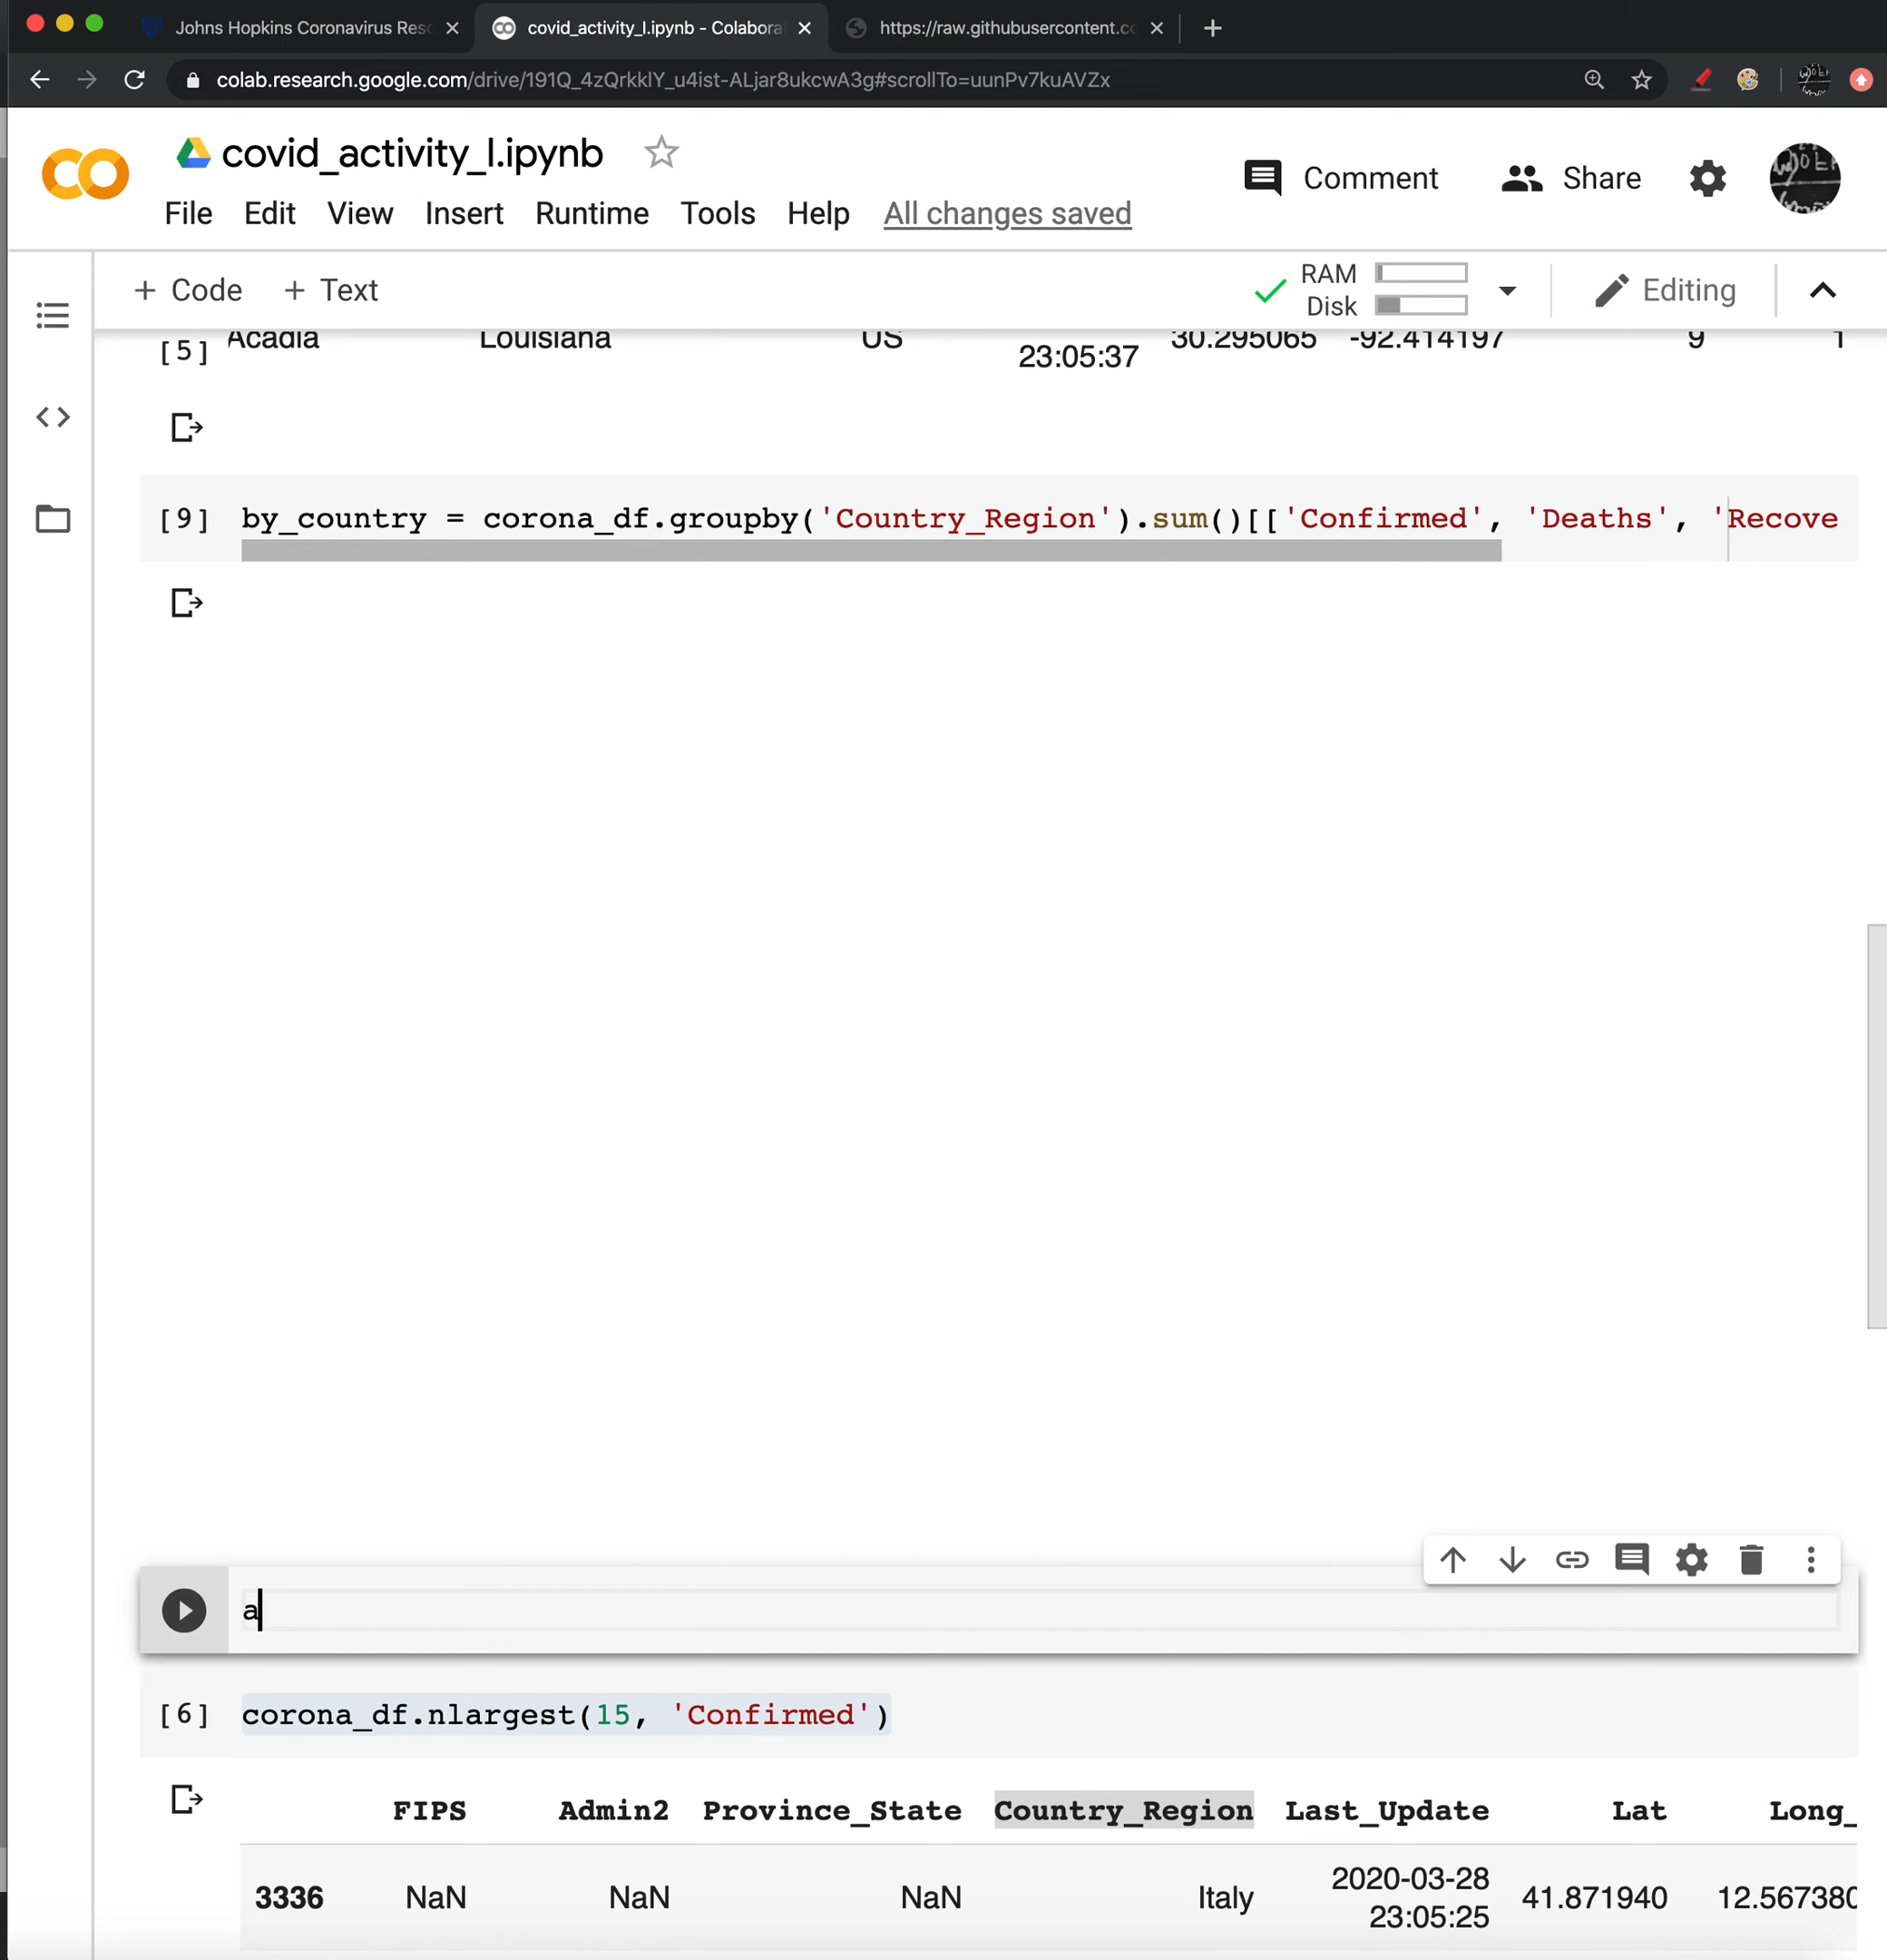 Johns Hopkins Coronavirus Reso
covid_activity_l.ipynb - Colabora
https://raw.githubusercontent.co
colab.research.google.com/drive/191Q_4zQrkklY_u4ist-ALjar8ukcwA3g#scrollTo=uunPv7kuAVZx
covid_activity_l.ipynb
Comment
Share
File Edit View Insert Runtime Tools Help All changes saved
+ Code + Text
RAM
Disk
Editing
[5] Acadia Louisiana US 23:05:37 30.295065 -92.414197 9 1
[9] by_country = corona_df.groupby('Country_Region').sum()[['Confirmed', 'Deaths', 'Recove
a
[6] corona_df.nlargest(15, 'Confirmed')
FIPS Admin2 Province_State Country_Region Last_Update Lat Long_
3336 NaN NaN NaN Italy 2020-03-28 23:05:25 41.871940 12.567380